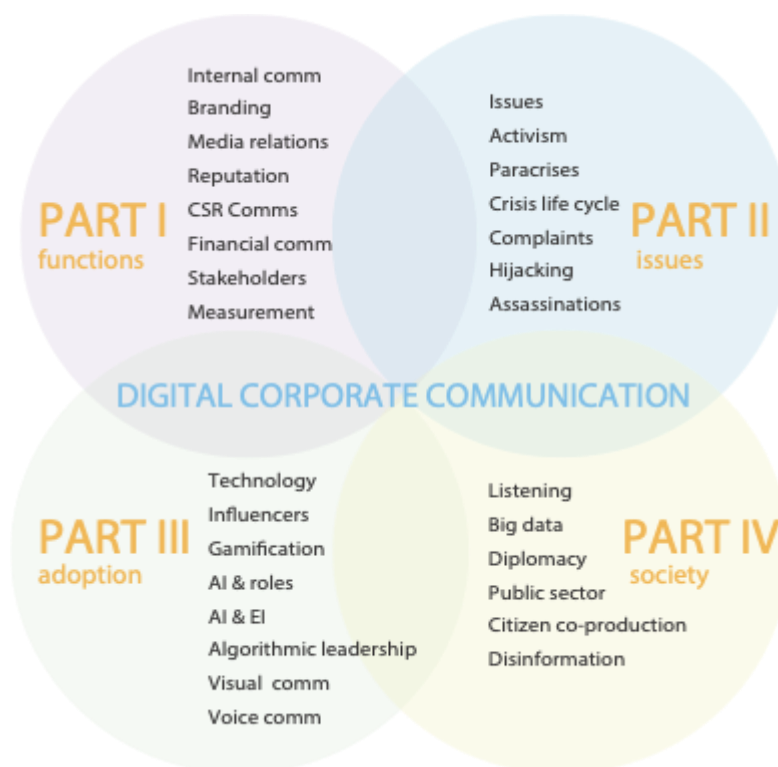 Internal comm
Branding
Media relations
Reputation
CSR Comms
Financial comm
Stakeholders
Measurement
PART I
functions
Issues
Activism
Paracrises
Crisis life cycle
Complaints
Hijacking
Assassinations
PART II
issues
DIGITAL CORPORATE COMMUNICATION
Technology
Influencers
Gamification
AI & roles
AI & EI
Algorithmic leadership
Visual comm
Voice comm
PART III
adoption
Listening
Big data
Diplomacy
Public sector
Citizen co-production
Disinformation
PART IV
society